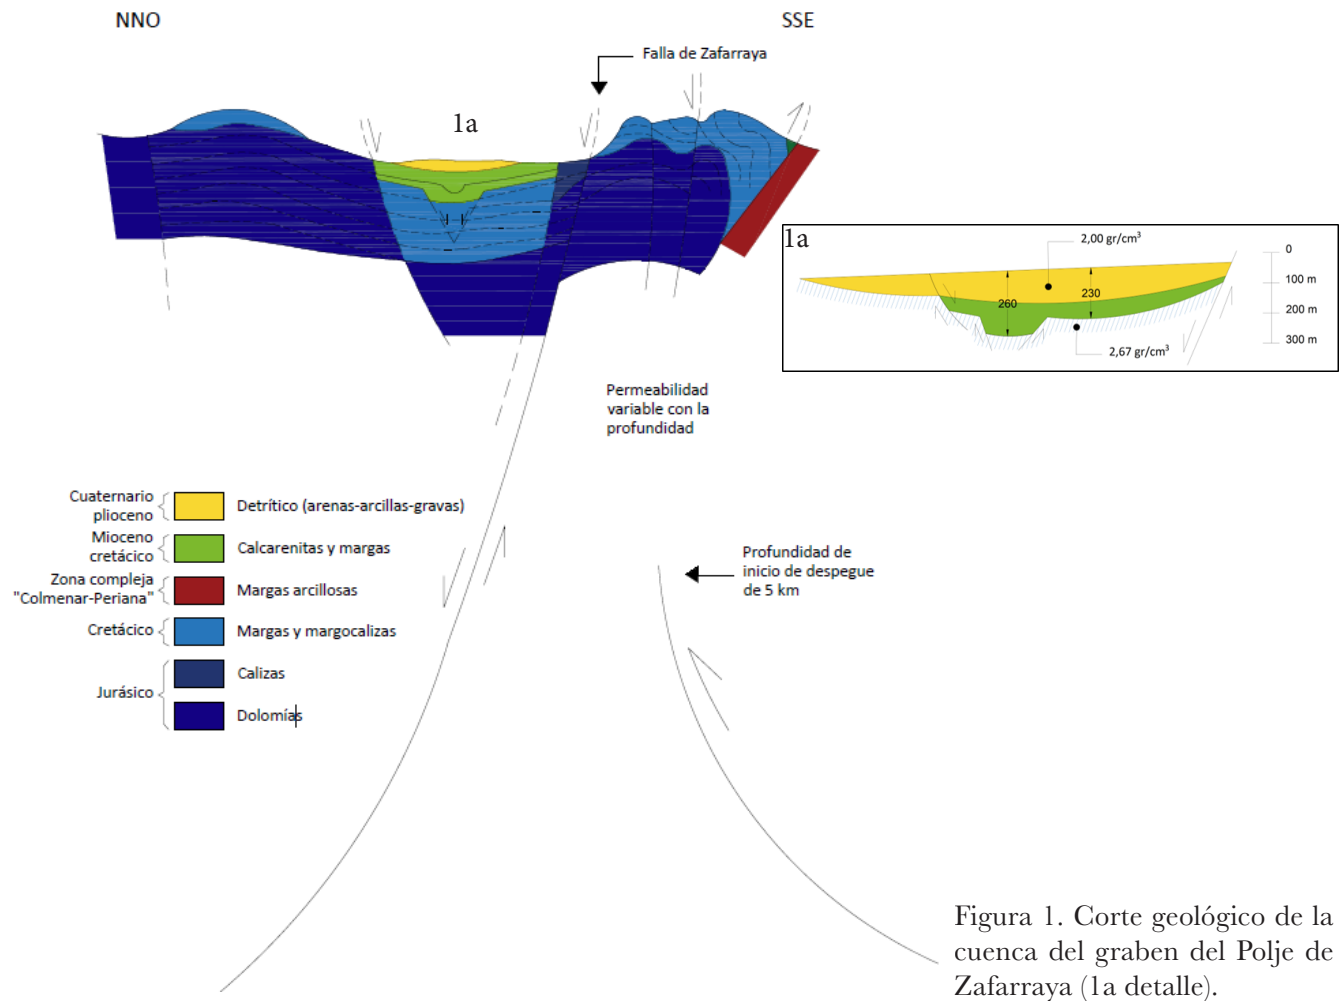 NNO
SSE
Falla de Zafarraya
1a
1a
2,00 gr/cm³
0
100 m
200 m
300 m
260
230
2,67 gr/cm³
Permeabilidad
variable con la
profundidad
Cuaternario
plioceno
Detrítico (arenas-arcillas-gravas)
Mioceno
cretácico
Calcarenitas y margas
Zona compleja
"Colmenar-Periana"
Margas arcillosas
Cretácico
Margas y margocalizas
Jurásico
Calizas
Dolomías
Profundidad de
inicio de despegue
de 5 km
Figura 1. Corte geológico de la
cuenca del graben del Polje de
Zafarraya (1a detalle).